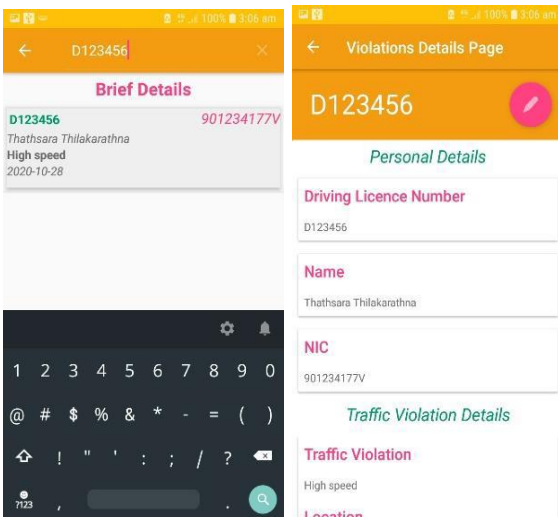 100% 3:06 am
D123456
Brief Details
D123456
901234177V
Thathsara Thilakarathna
High speed
2020-10-28
1 2 3 4 5 6 7 8 9 0
@ # $ % & * - = ( )
! " ' : ; / ?
?123 , .
100% 3:06 am
Violations Details Page
D123456
Personal Details
Driving Licence Number
D123456
Name
Thathsara Thilakarathna
NIC
901234177V
Traffic Violation Details
Traffic Violation
High speed
Location